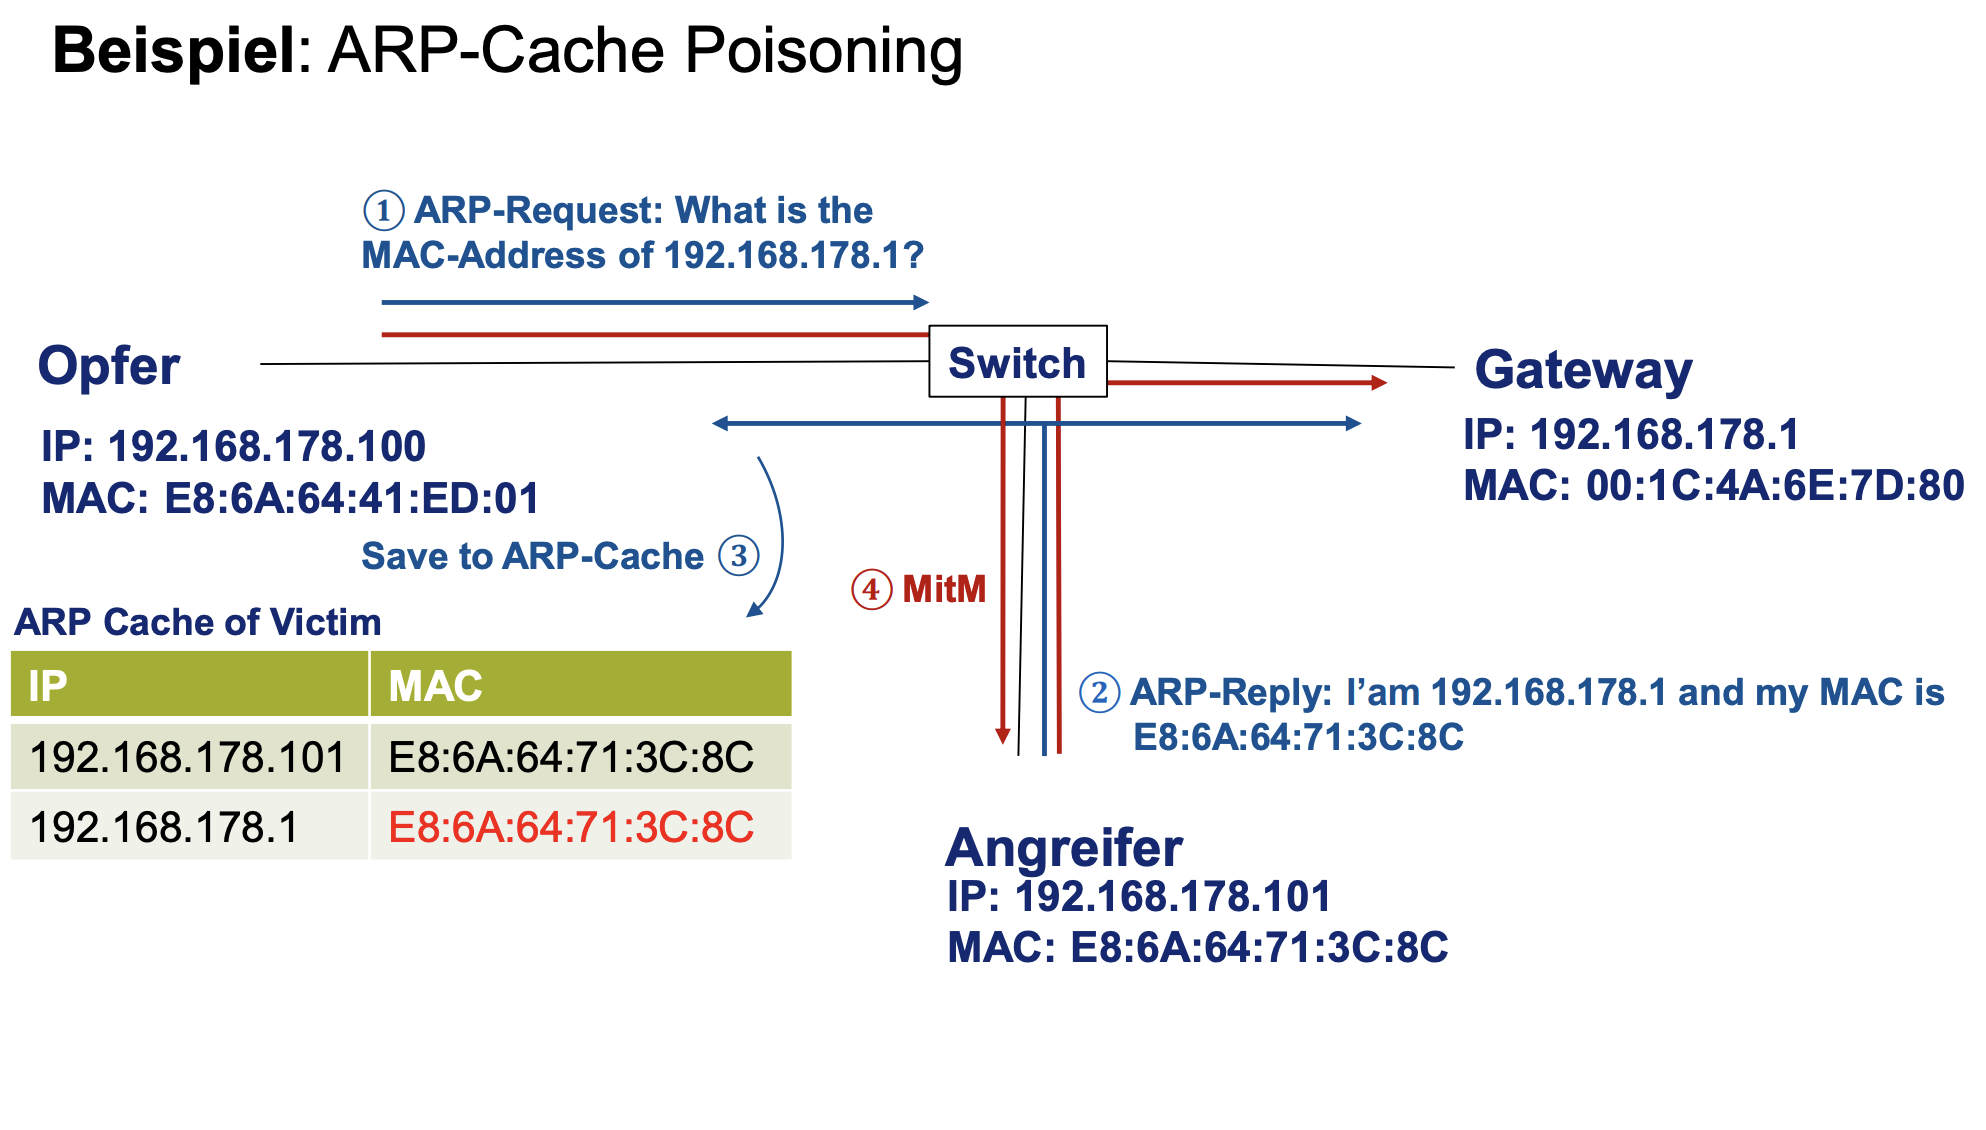 Beispiel: ARP-Cache Poisoning
① ARP-Request: What is the
MAC-Address of 192.168.178.1?
Opfer
IP: 192.168.178.100
MAC: E8:6A:64:41:ED:01
Switch
Gateway
IP: 192.168.178.1
MAC: 00:1C:4A:6E:7D:80
Save to ARP-Cache ③
④ MitM
② ARP-Reply: I’am 192.168.178.1 and my MAC is
E8:6A:64:71:3C:8C
ARP Cache of Victim
IP MAC
192.168.178.101 E8:6A:64:71:3C:8C
192.168.178.1 E8:6A:64:71:3C:8C
Angreifer
IP: 192.168.178.101
MAC: E8:6A:64:71:3C:8C